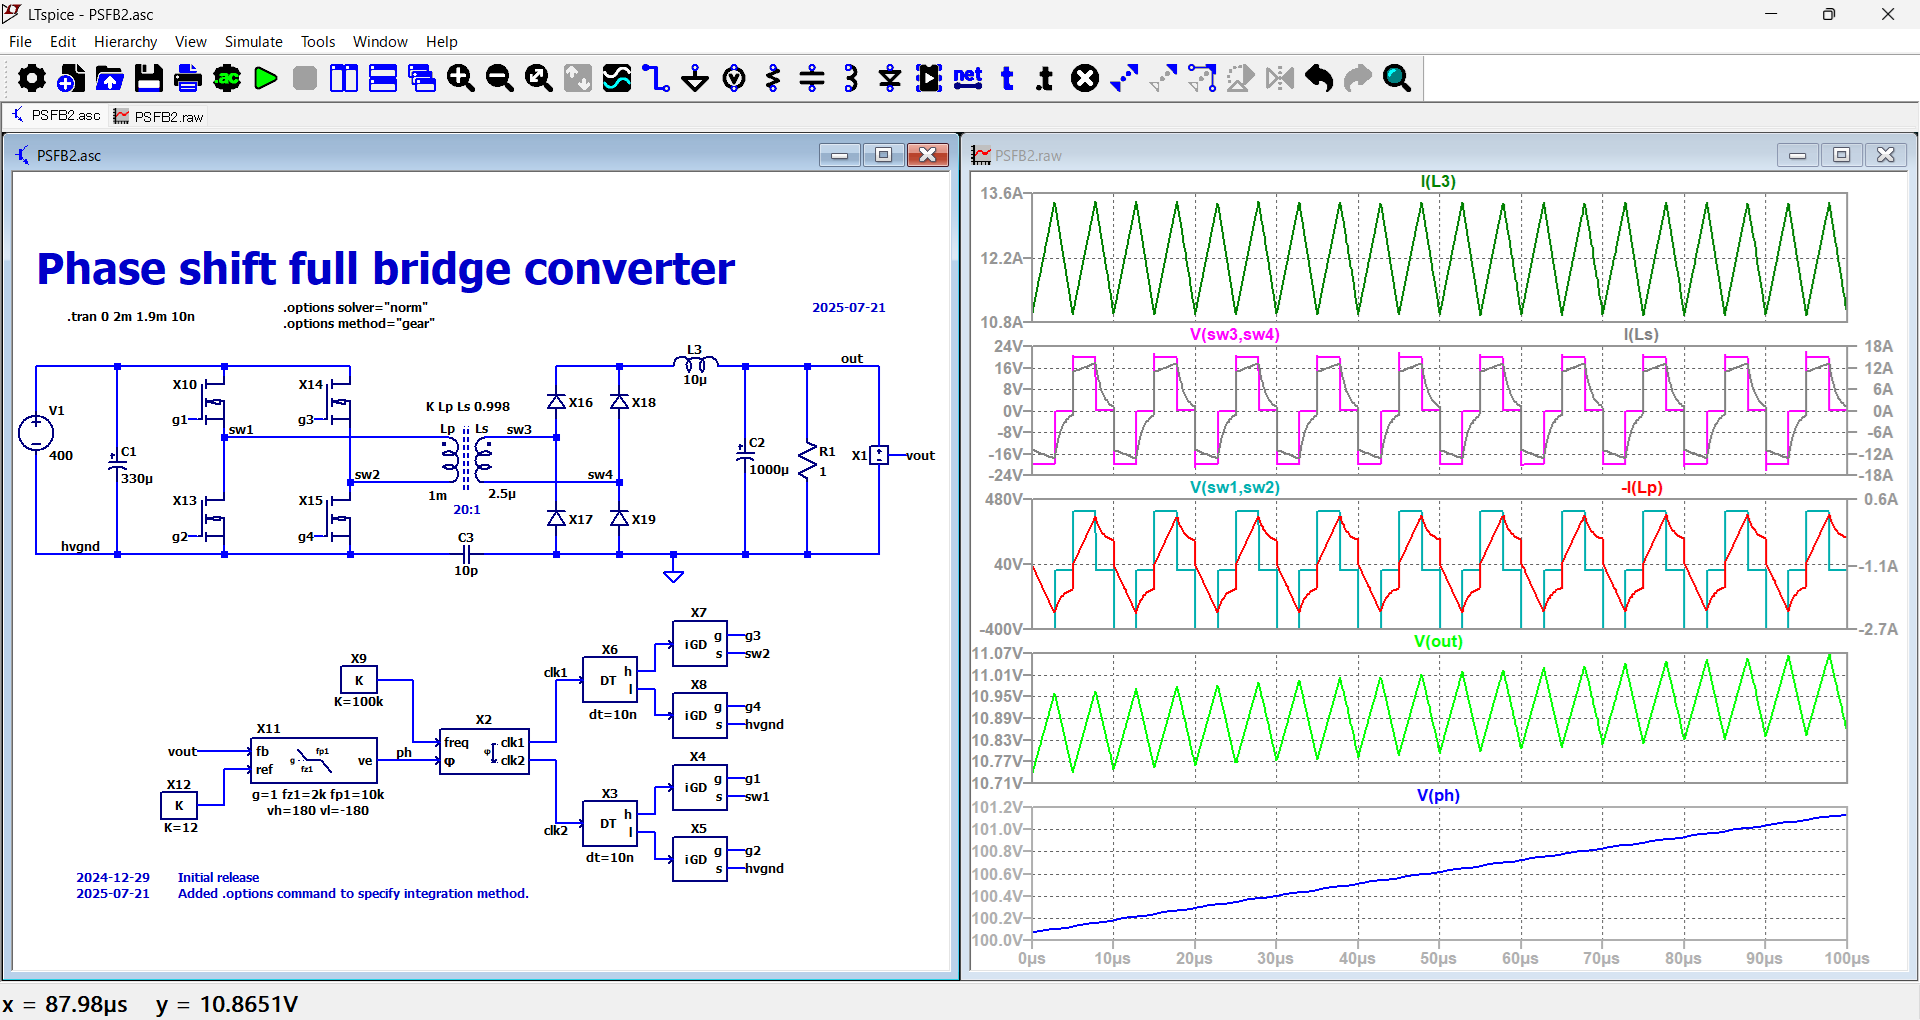 LTspice - PSFB2.asc
File Edit Hierarchy View Simulate Tools Window Help
.ac net t .t
PSFB2.asc PSFB2.raw
PSFB2.asc
Phase shift full bridge converter
.tran 0 2m 1.9m 10n
.options solver="norm"
.options method="gear"
2025-07-21
V1
400
C1
330µ
X10
g1
X14
g3
sw1
sw2
X13
g2
X15
g4
hvgnd
K Lp Ls 0.998
Lp Ls
1m
2.5µ
20:1
sw3
sw4
C3
10p
X16
X18
X17
X19
L3
10µ
out
C2
1000µ
R1
1
X1
vout
X9
K
K=100k
X11
vout
fb
ref
g
fp1
fz1
ve
g=1 fz1=2k fp1=10k
vh=180 vl=-180
X12
K
K=12
ph
X2
freq
φ
φ
clk1
clk2
clk1
X6
DT
h
l
dt=10n
clk2
X3
DT
h
l
dt=10n
X7
iGD
g
s
g3
sw2
X8
iGD
g
s
g4
hvgnd
X4
iGD
g
s
g1
sw1
X5
iGD
g
s
g2
hvgnd
2024-12-29 Initial release
2025-07-21 Added .options command to specify integration method.
PSFB2.raw
I(L3)
13.6A
12.2A
10.8A
V(sw3,sw4) I(Ls)
24V 18A
16V 12A
8V 6A
0V 0A
-8V -6A
-16V -12A
-24V -18A
V(sw1,sw2) -I(Lp)
480V 0.6A
40V -1.1A
-400V -2.7A
V(out)
11.07V
11.01V
10.95V
10.89V
10.83V
10.77V
10.71V
V(ph)
101.2V
101.0V
100.8V
100.6V
100.4V
100.2V
100.0V
0µs 10µs 20µs 30µs 40µs 50µs 60µs 70µs 80µs 90µs 100µs
x = 87.98µs y = 10.8651V